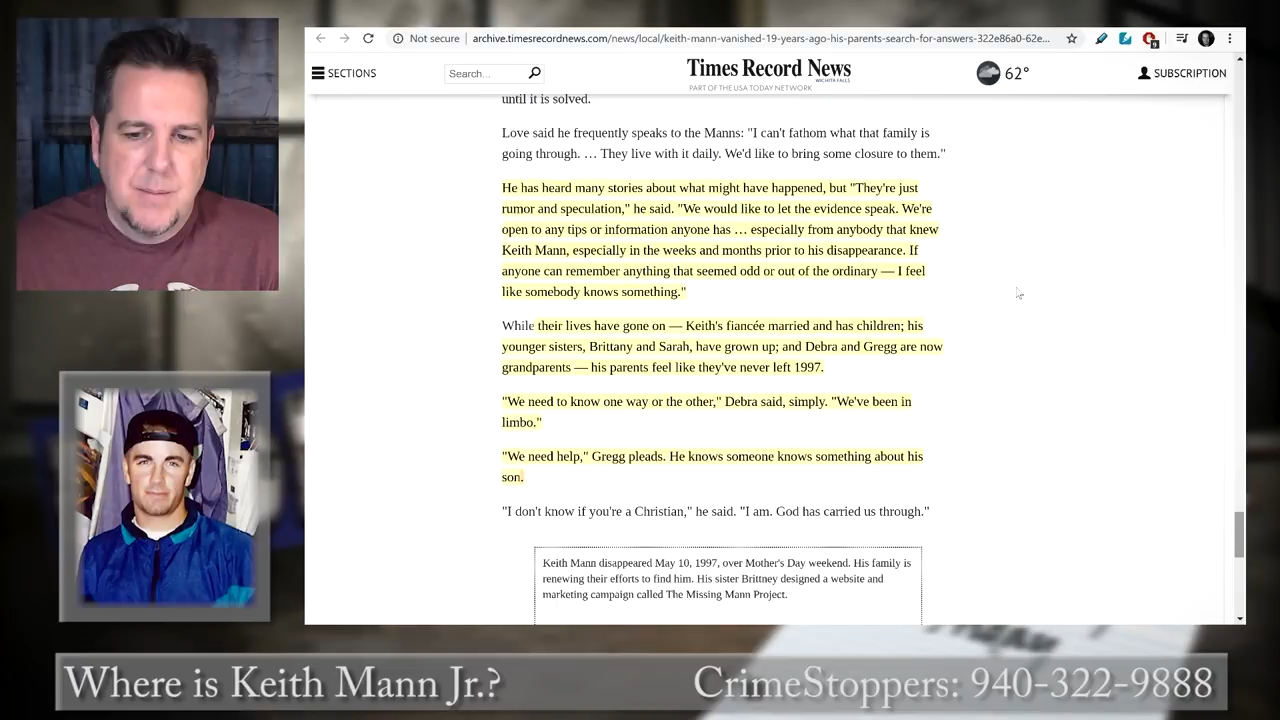 Not secure
archive.timesrecordnews.com/news/local/keith-mann-vanished-19-years-ago-his-parents-search-for-answers-322e86a0-62e...
SECTIONS
Search...
Times Record News
WICHITA FALLS
PART OF THE USA TODAY NETWORK
62°
SUBSCRIPTION
until it is solved.
Love said he frequently speaks to the Manns: "I can't fathom what that family is
going through. … They live with it daily. We'd like to bring some closure to them."
He has heard many stories about what might have happened, but "They're just
rumor and speculation," he said. "We would like to let the evidence speak. We're
open to any tips or information anyone has … especially from anybody that knew
Keith Mann, especially in the weeks and months prior to his disappearance. If
anyone can remember anything that seemed odd or out of the ordinary — I feel
like somebody knows something."
While their lives have gone on — Keith's fiancée married and has children; his
younger sisters, Brittany and Sarah, have grown up; and Debra and Gregg are now
grandparents — his parents feel like they've never left 1997.
"We need to know one way or the other," Debra said, simply. "We've been in
limbo."
"We need help," Gregg pleads. He knows someone knows something about his
son.
"I don't know if you're a Christian," he said. "I am. God has carried us through."
Keith Mann disappeared May 10, 1997, over Mother's Day weekend. His family is
renewing their efforts to find him. His sister Brittney designed a website and
marketing campaign called The Missing Mann Project.
Where is Keith Mann Jr.?
CrimeStoppers: 940-322-9888